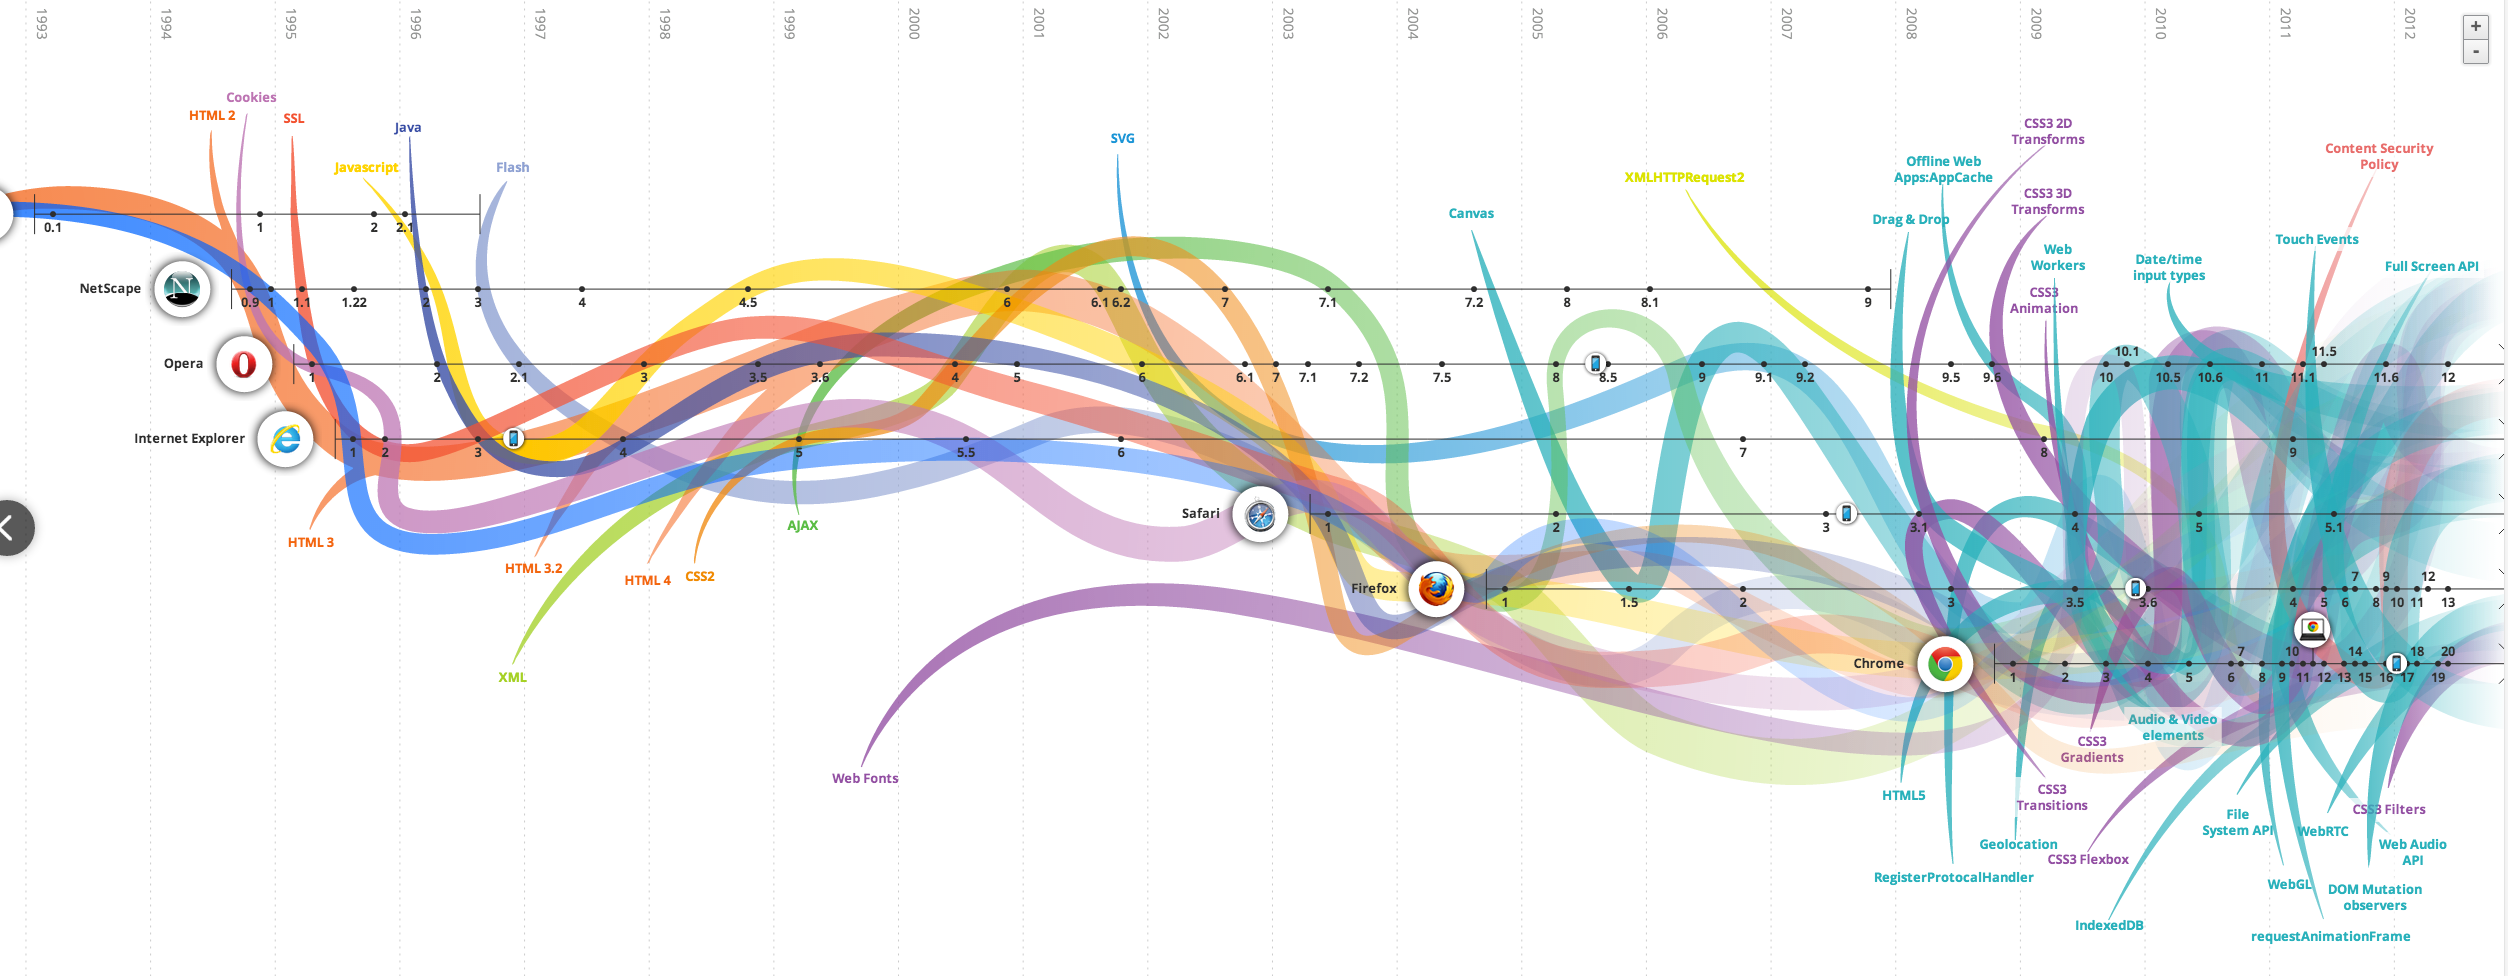 1993 1994 1995 1996 1997 1998 1999 2000 2001 2002 2003 2004 2005 2006 2007 2008 2009 2010 2011 2012
+
-
Cookies
HTML 2
SSL
Java
Javascript
Flash
SVG
XMLHTTPRequest2
Canvas
Offline Web
Apps:AppCache
Drag & Drop
CSS3 2D
Transforms
CSS3 3D
Transforms
Web
Workers
CSS3
Animation
Date/time
input types
Content Security
Policy
Touch Events
Full Screen API
0.1 1 2 2.1
NetScape
0.9 1 1.1 1.22 2 3 4 4.5 6 6.1 6.2 7 7.1 7.2 8 8.1 9
10.1 11.5
Opera
1 2 2.1 3 3.5 3.6 4 5 6 6.1 7 7.1 7.2 7.5 8 8.5 9 9.1 9.2 9.5 9.6 10 10.5 10.6 11 11.1 11.6 12
Internet Explorer
1 2 3 4 5 5.5 6 7 8 9
Safari
1 2 3 3.1 4 5 5.1
7 9 12
Firefox
1 1.5 2 3 3.5 3.6 4 5 6 8 10 11 13
7 10 14 18 20
Chrome
1 2 3 4 5 6 8 9 11 12 13 15 16 17 19
HTML 3
HTML 3.2
HTML 4
CSS2
AJAX
XML
Web Fonts
HTML5
RegisterProtocalHandler
Geolocation
CSS3
Transitions
CSS3
Gradients
Audio & Video
elements
CSS3 Flexbox
IndexedDB
File
System API
WebRTC
CSS3 Filters
Web Audio
API
WebGL
DOM Mutation
observers
requestAnimationFrame